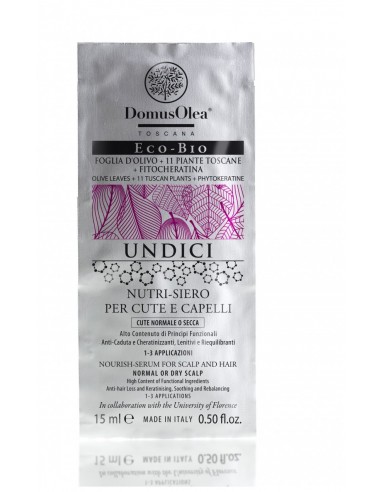 DomusOlea®
TOSCANA
ECO-BIO
FOGLIA D'OLIVO + 11 PIANTE TOSCANE
+ FITOCHERATINA
OLIVE LEAVES + 11 TUSCAN PLANTS + PHYTOKERATINE
UNDICI
NUTRI-SIERO
PER CUTE E CAPELLI
CUTE NORMALE O SECCA
Alto Contenuto di Principi Funzionali
Anti-Caduta e Cheratinizzanti, Lenitivi e Riequilibranti
1-3 APPLICAZIONI
NOURISH-SERUM FOR SCALP AND HAIR
NORMAL OR DRY SCALP
High Content of Functional Ingredients
Anti-hair Loss and Keratinising, Soothing and Rebalancing
1-3 APPLICATIONS
In collaboration with the University of Florence
15 ml ℮ MADE IN ITALY 0.50 fl.oz.